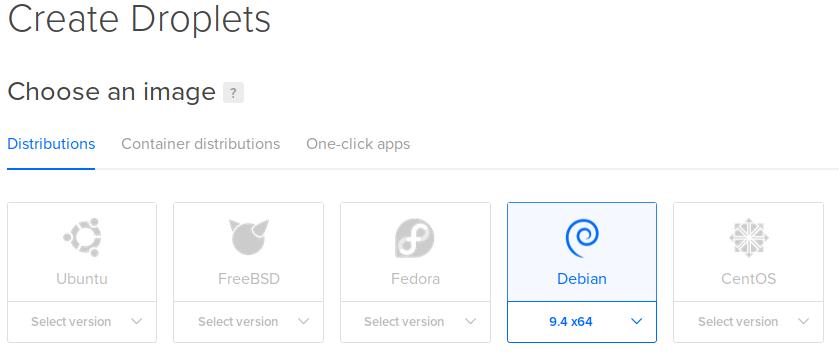 Create Droplets
Choose an image ?
Distributions Container distributions One-click apps
Ubuntu FreeBSD Fedora Debian CentOS
Select version Select version Select version 9.4 x64 Select version